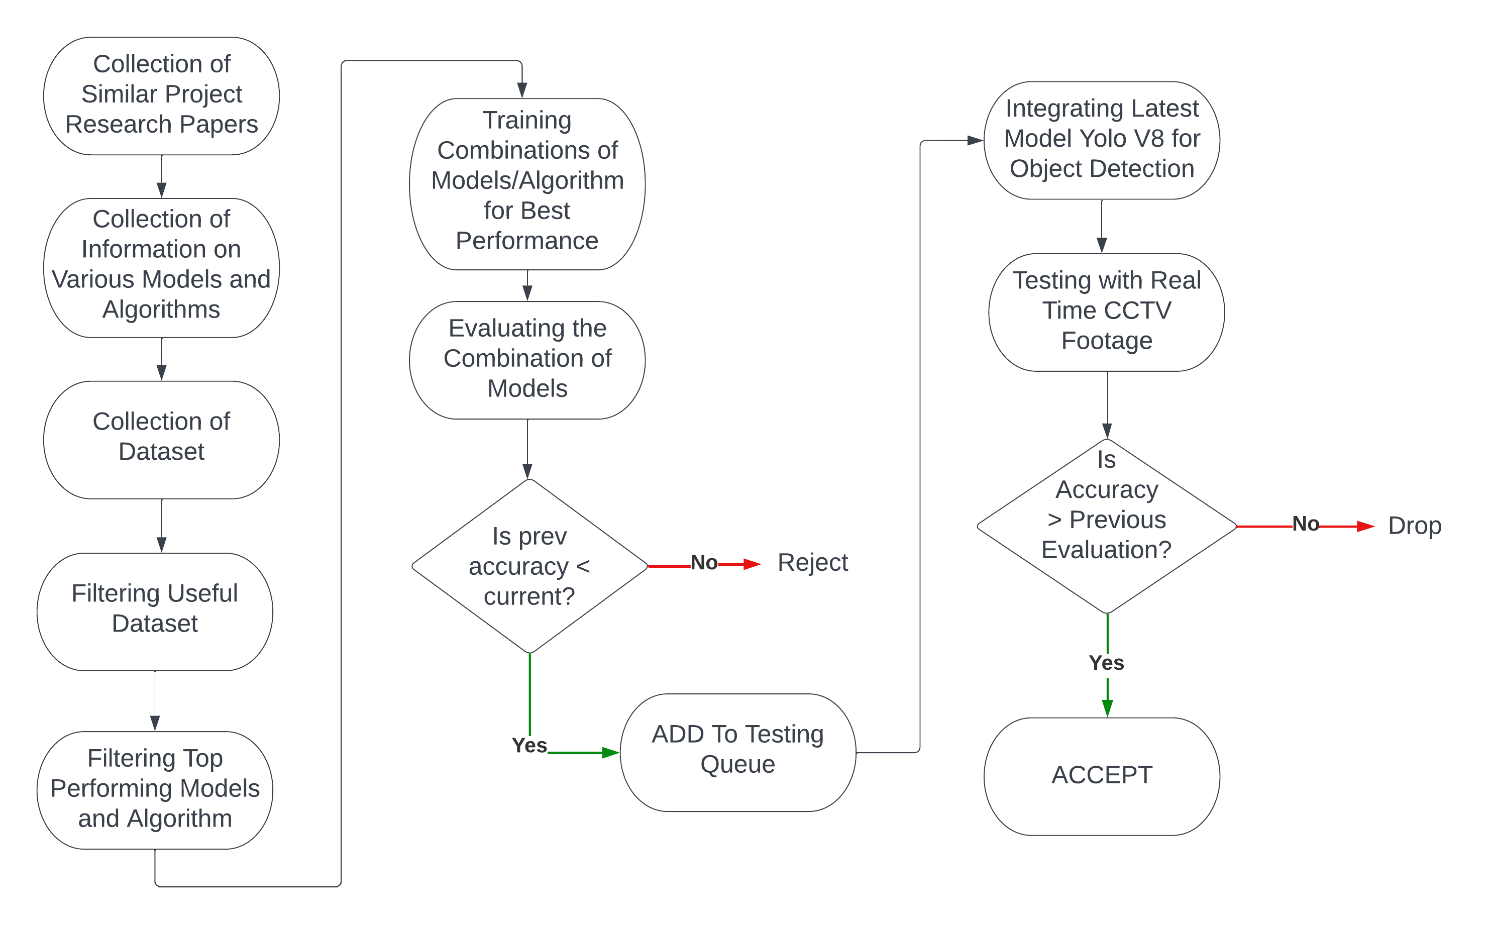 Collection of
Similar Project
Research Papers
Collection of
Information on
Various Models and
Algorithms
Collection of
Dataset
Filtering Useful
Dataset
Filtering Top
Performing Models
and Algorithm
Training
Combinations of
Models/Algorithm
for Best
Performance
Evaluating the
Combination of
Models
Is prev
accuracy <
current?
No
Reject
Yes
ADD To Testing
Queue
Integrating Latest
Model Yolo V8 for
Object Detection
Testing with Real
Time CCTV
Footage
Is
Accuracy
> Previous
Evaluation?
No
Drop
Yes
ACCEPT